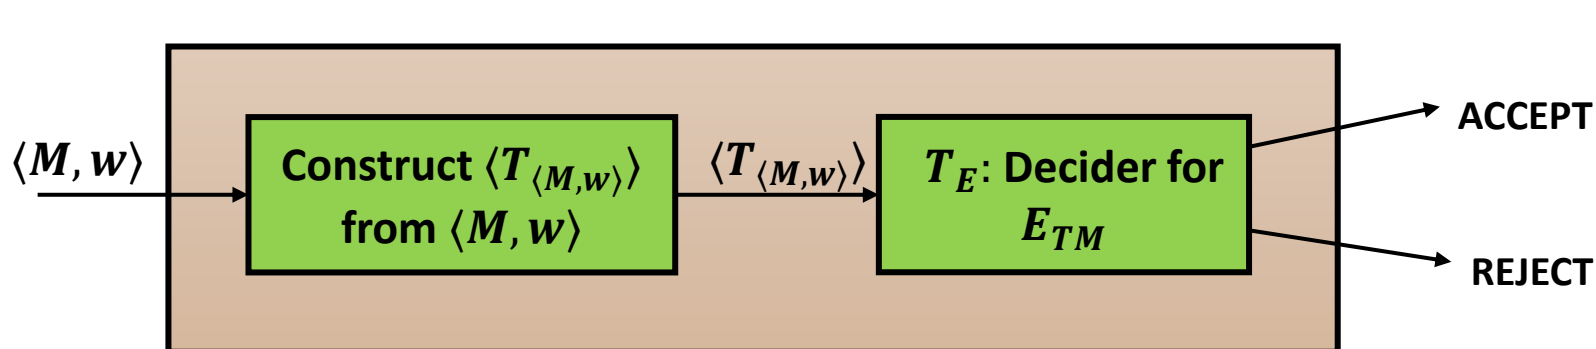 ⟨M, w⟩
Construct ⟨T⟨M,w⟩⟩
from ⟨M, w⟩
⟨T⟨M,w⟩⟩
T_E: Decider for
E_TM
ACCEPT
REJECT